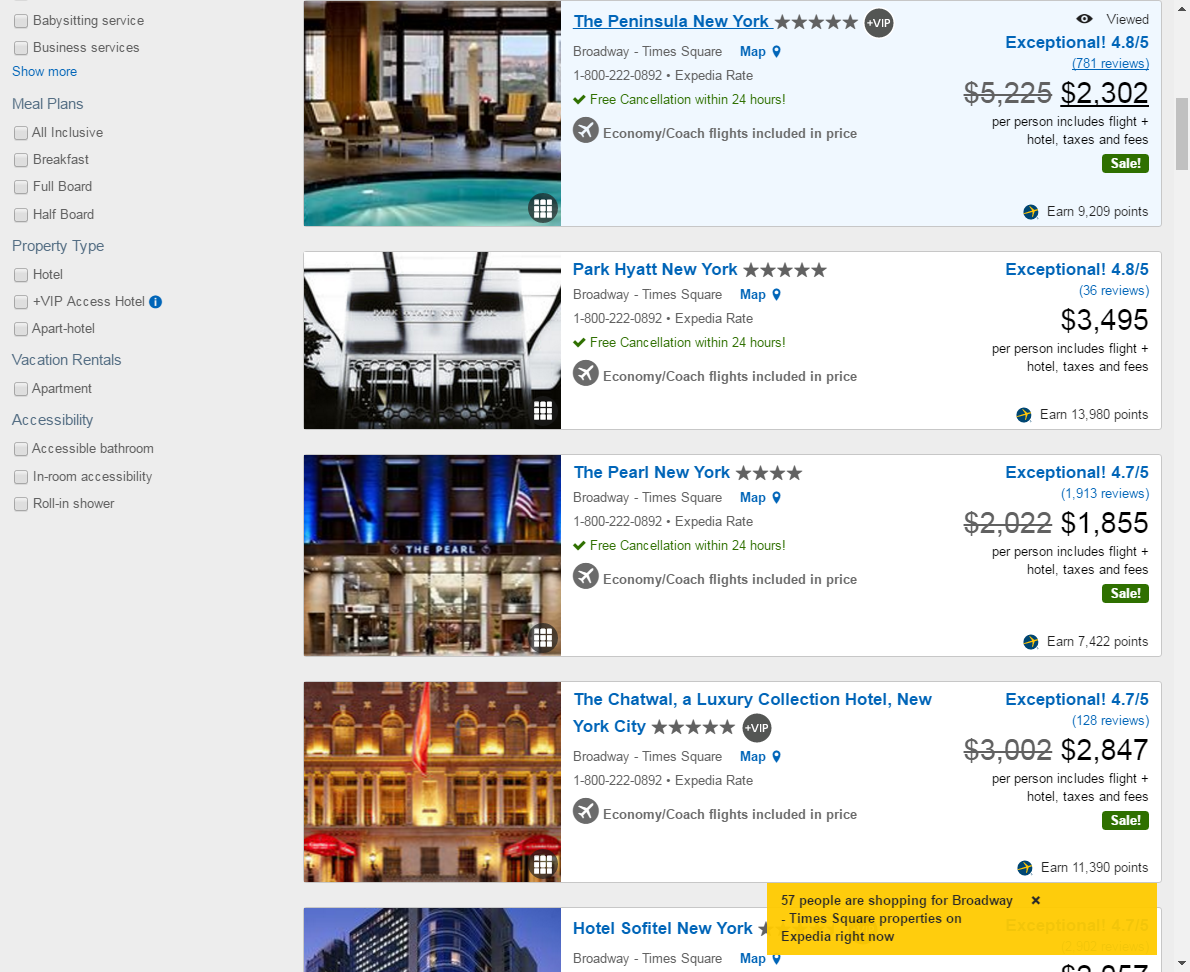 Babysitting service
Business services
Show more
Meal Plans
All Inclusive
Breakfast
Full Board
Half Board
Property Type
Hotel
+VIP Access Hotel
Apart-hotel
Vacation Rentals
Apartment
Accessibility
Accessible bathroom
In-room accessibility
Roll-in shower
The Peninsula New York +VIP
Broadway - Times Square Map
1-800-222-0892 • Expedia Rate
Free Cancellation within 24 hours!
Economy/Coach flights included in price
Viewed
Exceptional! 4.8/5
(781 reviews)
$5,225 $2,302
per person includes flight +
hotel, taxes and fees
Sale!
Earn 9,209 points
PARK HYATT NEW YORK
Park Hyatt New York
Broadway - Times Square Map
1-800-222-0892 • Expedia Rate
Free Cancellation within 24 hours!
Economy/Coach flights included in price
Exceptional! 4.8/5
(36 reviews)
$3,495
per person includes flight +
hotel, taxes and fees
Earn 13,980 points
THE PEARL
The Pearl New York
Broadway - Times Square Map
1-800-222-0892 • Expedia Rate
Free Cancellation within 24 hours!
Economy/Coach flights included in price
Exceptional! 4.7/5
(1,913 reviews)
$2,022 $1,855
per person includes flight +
hotel, taxes and fees
Sale!
Earn 7,422 points
The Chatwal, a Luxury Collection Hotel, New
York City +VIP
Broadway - Times Square Map
1-800-222-0892 • Expedia Rate
Economy/Coach flights included in price
Exceptional! 4.7/5
(128 reviews)
$3,002 $2,847
per person includes flight +
hotel, taxes and fees
Sale!
Earn 11,390 points
Hotel Sofitel New York
Broadway - Times Square Map
57 people are shopping for Broadway
- Times Square properties on
Expedia right now
Exceptional! 4.7/5